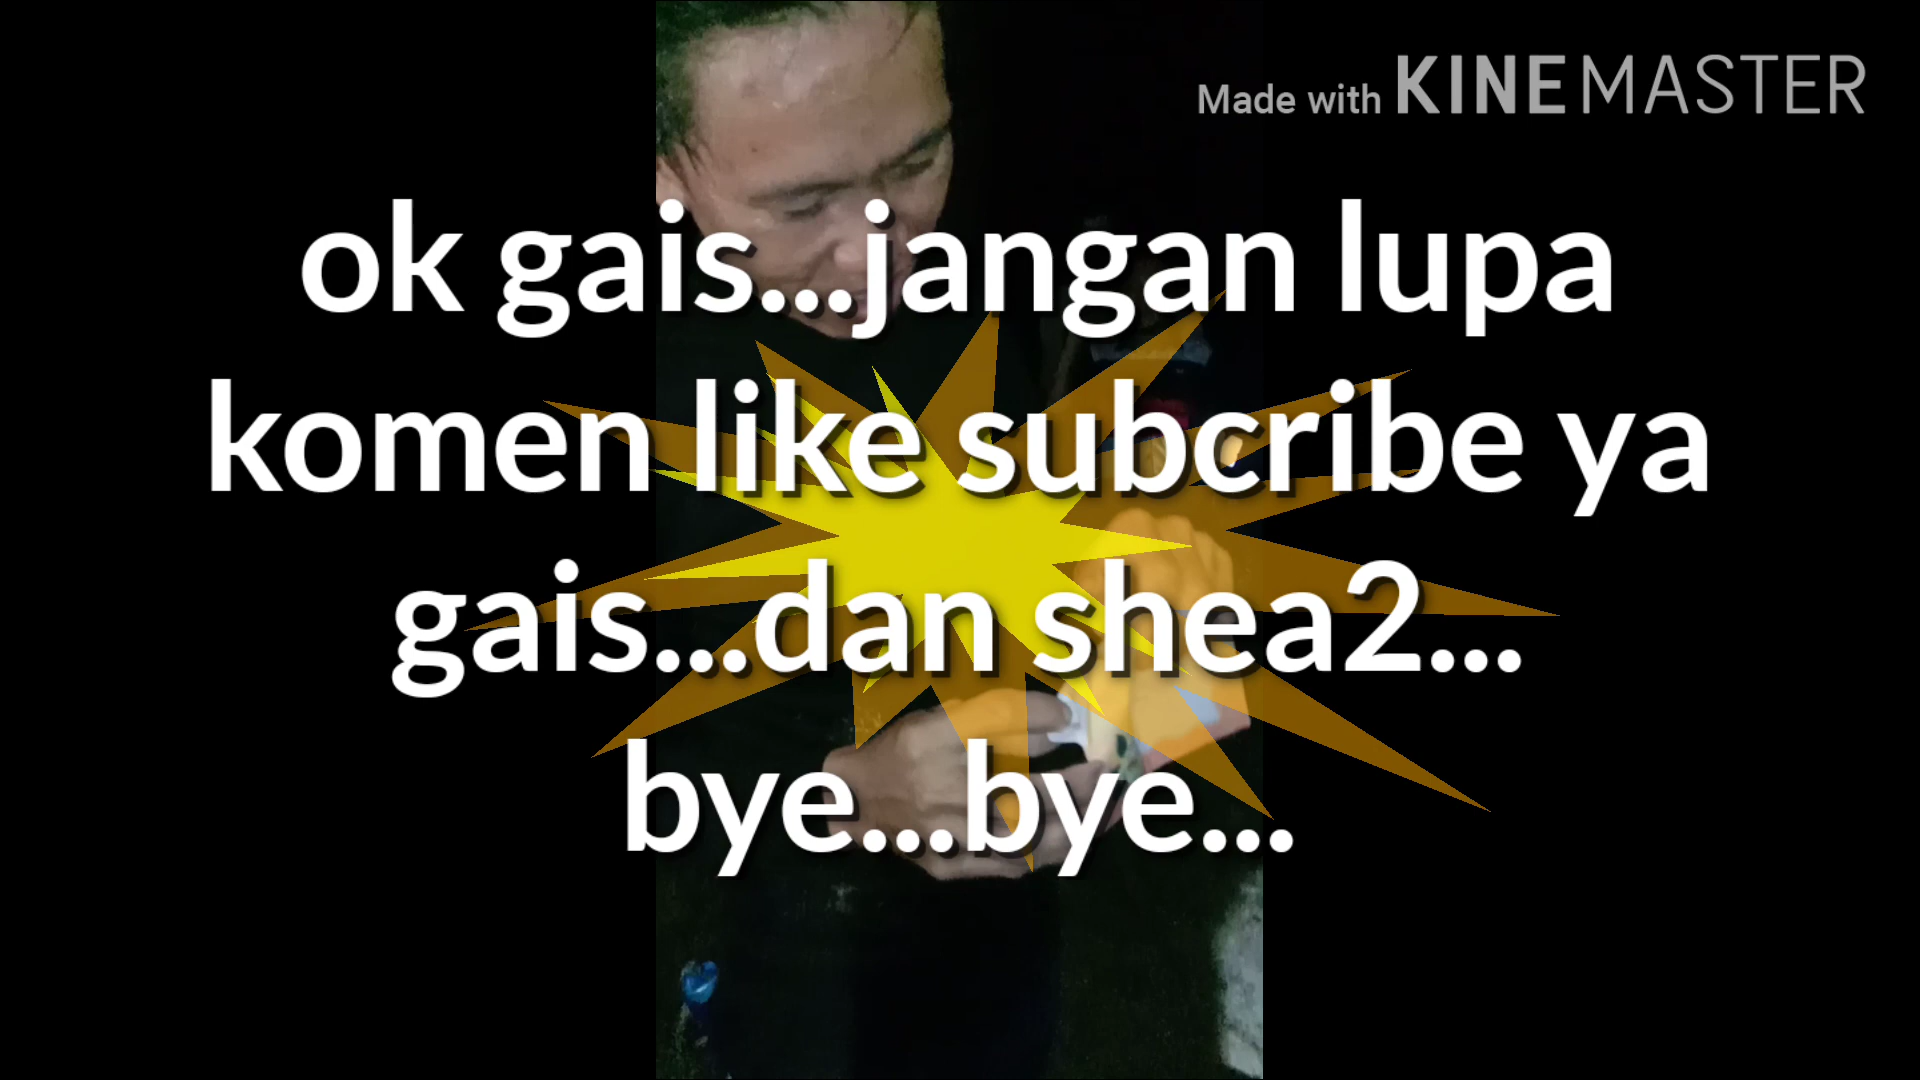 Made with KINEMASTER
ok gais...jangan lupa
komen like subcribe ya
gais...dan shea2...
bye...bye...